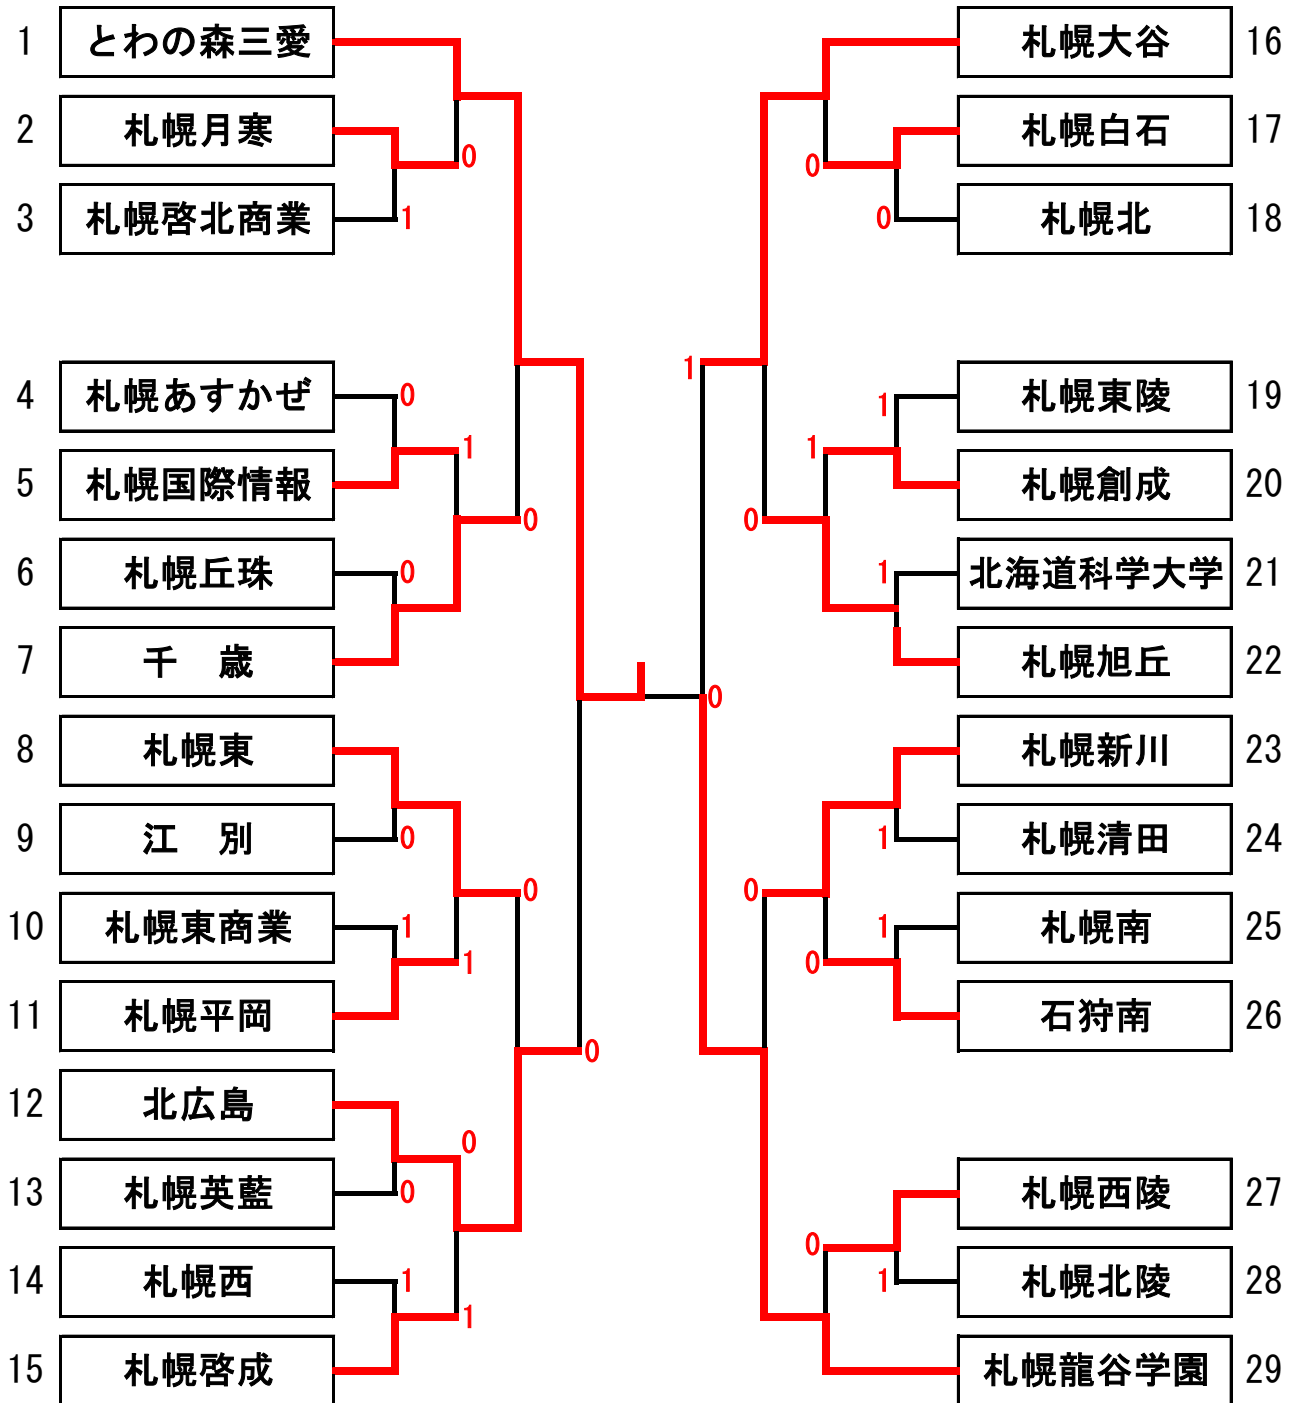 1 とわの森三愛
2 札幌月寒
0
3 札幌啓北商業
1
4 札幌あすかぜ
0
1
5 札幌国際情報
0
6 札幌丘珠
0
7 千　歳
8 札幌東
9 江　別
0
0
10 札幌東商業
1
1
11 札幌平岡
0
12 北広島
0
13 札幌英藍
0
14 札幌西
1
1
15 札幌啓成
札幌大谷 16
札幌白石 17
0
札幌北 18
0
1
札幌東陵 19
1
1
札幌創成 20
0
北海道科学大学 21
1
札幌旭丘 22
0
札幌新川 23
札幌清田 24
1
0
札幌南 25
1
0
石狩南 26
札幌西陵 27
0
札幌北陵 28
1
札幌龍谷学園 29